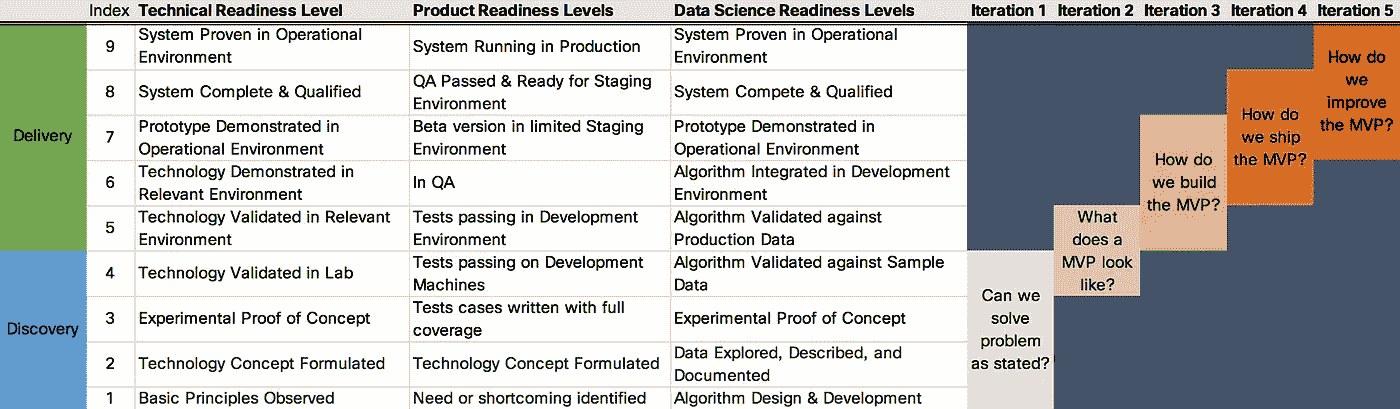 Index Technical Readiness Level Product Readiness Levels Data Science Readiness Levels Iteration 1 Iteration 2 Iteration 3 Iteration 4 Iteration 5
Delivery
9
System Proven in Operational
Environment
System Running in Production
System Proven in Operational
Environment
8
System Complete & Qualified
QA Passed & Ready for Staging
Environment
System Compete & Qualified
7
Prototype Demonstrated in
Operational Environment
Beta version in limited Staging
Environment
Prototype Demonstrated in
Operational Environment
6
Technology Demonstrated in
Relevant Environment
In QA
Algorithm Integrated in Development
Environment
5
Technology Validated in Relevant
Environment
Tests passing in Development
Environment
Algorithm Validated against
Production Data
Discovery
4
Technology Validated in Lab
Tests passing on Development
Machines
Algorithm Validated against Sample
Data
3
Experimental Proof of Concept
Tests cases written with full
coverage
Experimental Proof of Concept
2
Technology Concept Formulated
Technology Concept Formulated
Data Explored, Described, and
Documented
1
Basic Principles Observed
Need or shortcoming identified
Algorithm Design & Development
Can we
solve
problem
as stated?
What
does a
MVP look
like?
How do
we build
the MVP?
How do
we ship
the MVP?
How do
we
improve
the MVP?